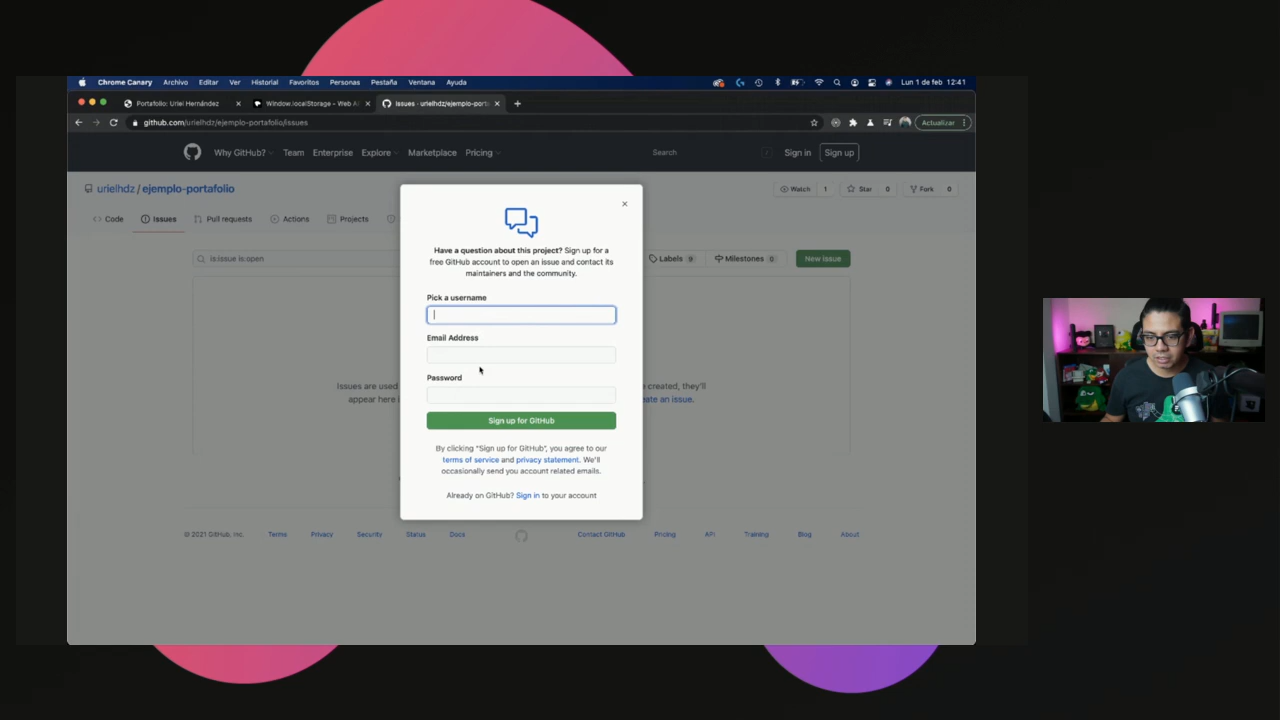 Chrome Canary Archivo Editar Ver Historial Favoritos Personas Pestaña Ventana Ayuda Lun 1 de feb 12:41
Portafolio: Uriel Hernández Window.localStorage - Web A Issues · urielhdz/ejemplo-porta
github.com/urielhdz/ejemplo-portafolio/issues Actualizar
Why GitHub? Team Enterprise Explore Marketplace Pricing Search / Sign in Sign up
urielhdz / ejemplo-portafolio Watch 1 Star 0 Fork 0
Code Issues Pull requests Actions Projects
is:issue is:open Labels 9 Milestones 0 New issue
Have a question about this project? Sign up for a
free GitHub account to open an issue and contact its
maintainers and the community.
Pick a username
Email Address
Password
Sign up for GitHub
By clicking "Sign up for GitHub", you agree to our
terms of service and privacy statement. We'll
occasionally send you account related emails.
Already on GitHub? Sign in to your account
Issues are used created, they'll
appear here an issue.
© 2021 GitHub, Inc. Terms Privacy Security Status Docs Contact GitHub Pricing API Training Blog About